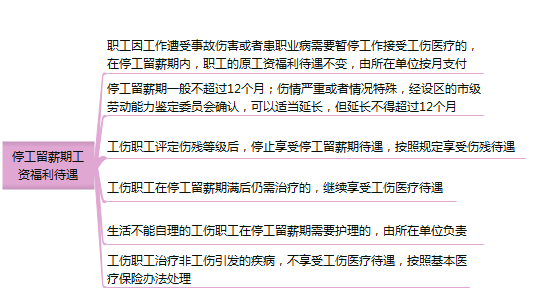 职工因工作遭受事故伤害或者患职业病需要暂停工作接受工伤医疗的，
在停工留薪期内，职工的原工资福利待遇不变，由所在单位按月支付
停工留薪期一般不超过12个月；伤情严重或者情况特殊，经设区的市级
劳动能力鉴定委员会确认，可以适当延长，但延长不得超过12个月
停工留薪期工
资福利待遇
工伤职工评定伤残等级后，停止享受停工留薪期待遇，按照规定享受伤残待遇
工伤职工在停工留薪期满后仍需治疗的，继续享受工伤医疗待遇
生活不能自理的工伤职工在停工留薪期需要护理的，由所在单位负责
工伤职工治疗非工伤引发的疾病，不享受工伤医疗待遇，按照基本医
疗保险办法处理